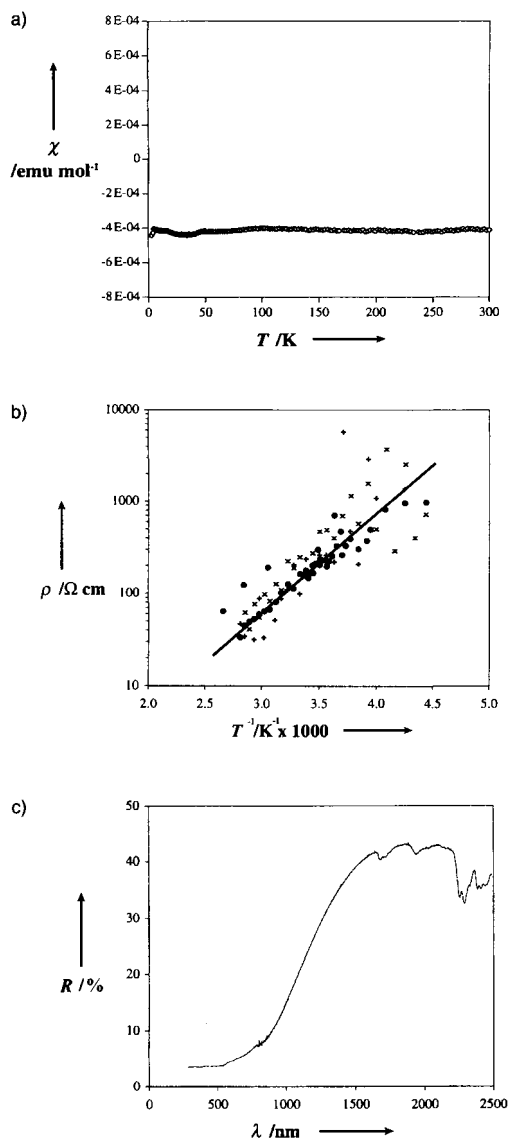 a)
8 E-04
6 E-04
4 E-04
2 E-04
0
-2 E-04
-4 E-04
-6 E-04
-8 E-04
χ
/emu mol⁻¹
0 50 100 150 200 250 300
T /K
b)
10000
1000
100
10
ρ /Ω cm
2.0 2.5 3.0 3.5 4.0 4.5 5.0
T⁻¹/K⁻¹ x 1000
c)
50
40
30
20
10
0
R /%
0 500 1000 1500 2000 2500
λ /nm